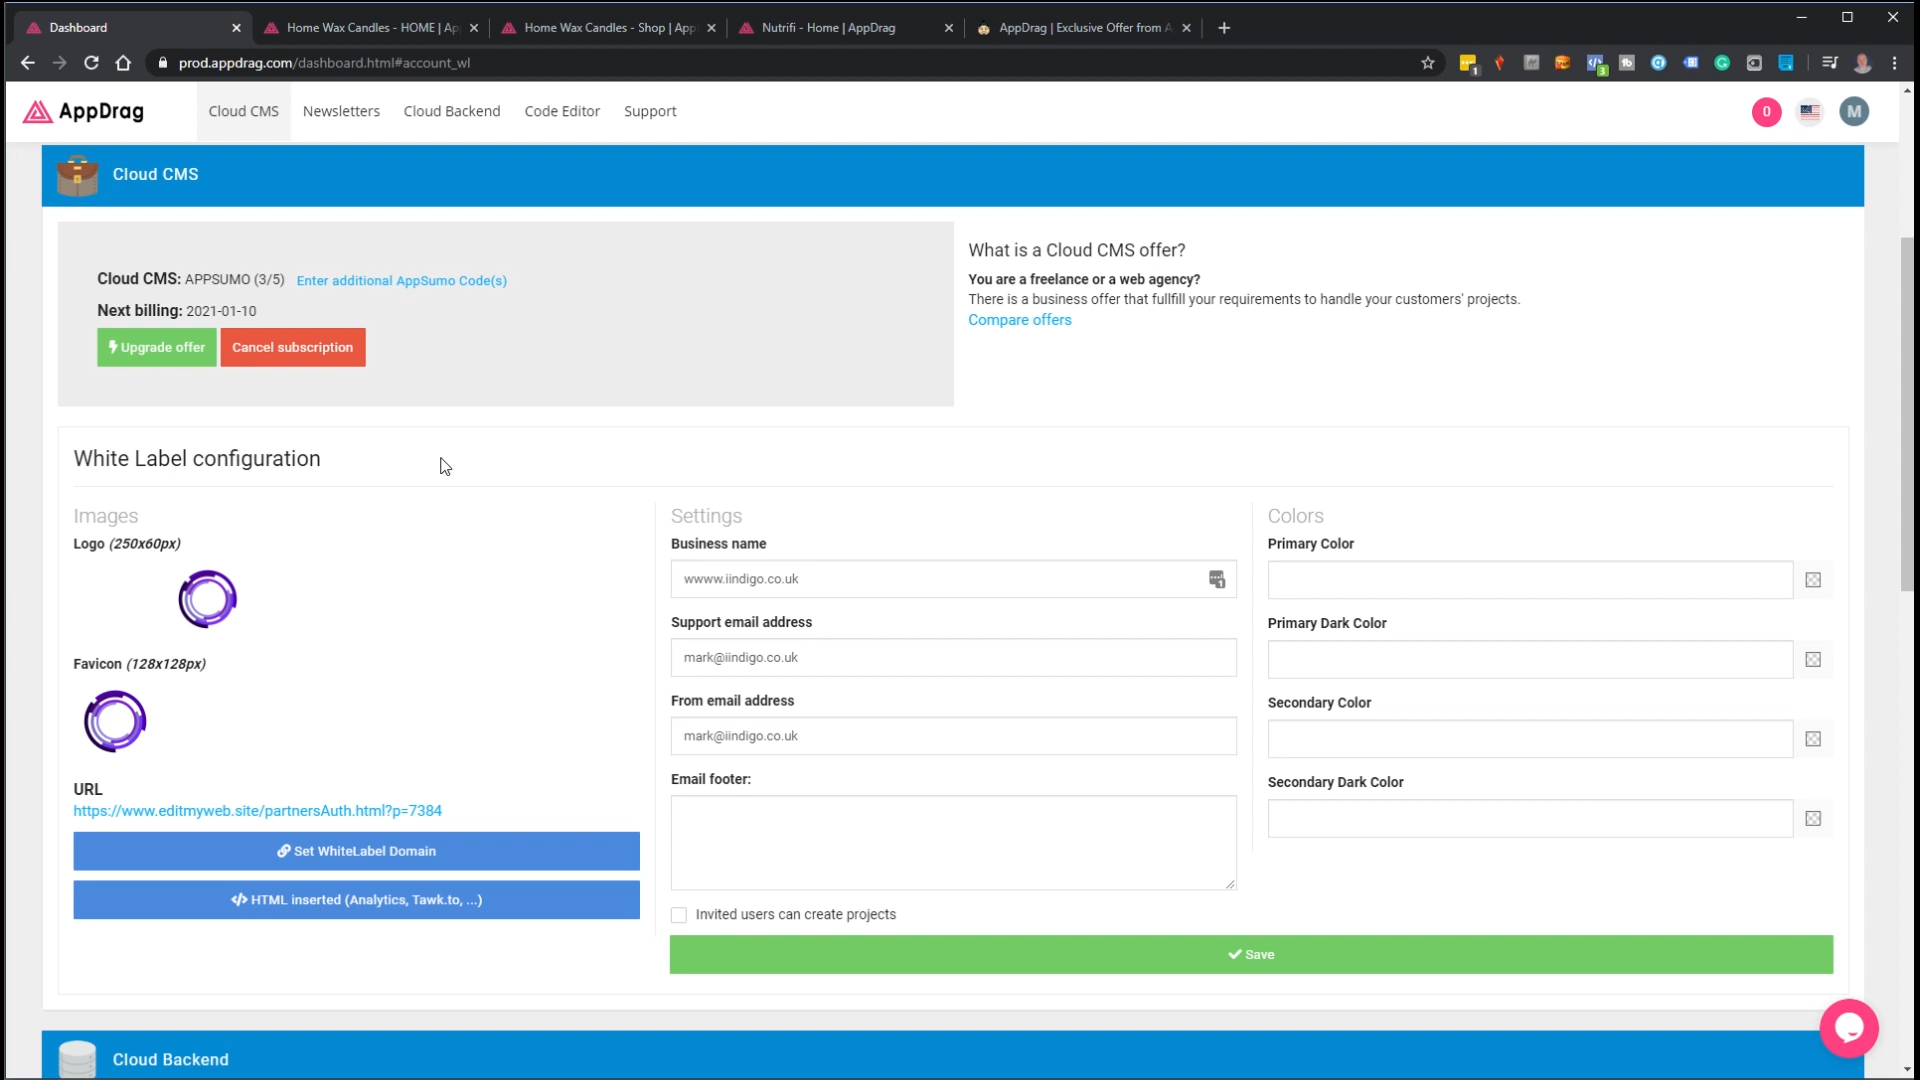 Dashboard
Home Wax Candles - HOME | Ap
Home Wax Candles - Shop | App
Nutrifi - Home | AppDrag
AppDrag | Exclusive Offer from A
prod.appdrag.com/dashboard.html#account_wl
AppDrag
Cloud CMS
Newsletters
Cloud Backend
Code Editor
Support
0
M
Cloud CMS
Cloud CMS: APPSUMO (3/5) Enter additional AppSumo Code(s)
Next billing: 2021-01-10
Upgrade offer
Cancel subscription
What is a Cloud CMS offer?
You are a freelance or a web agency?
There is a business offer that fullfill your requirements to handle your customers' projects.
Compare offers
White Label configuration
Images
Logo (250x60px)
Favicon (128x128px)
URL
https://www.editmyweb.site/partnersAuth.html?p=7384
Set WhiteLabel Domain
HTML inserted (Analytics, Tawk.to, ...)
Settings
Business name
wwww.iindigo.co.uk
Support email address
mark@iindigo.co.uk
From email address
mark@iindigo.co.uk
Email footer:
Invited users can create projects
Save
Colors
Primary Color
Primary Dark Color
Secondary Color
Secondary Dark Color
Cloud Backend